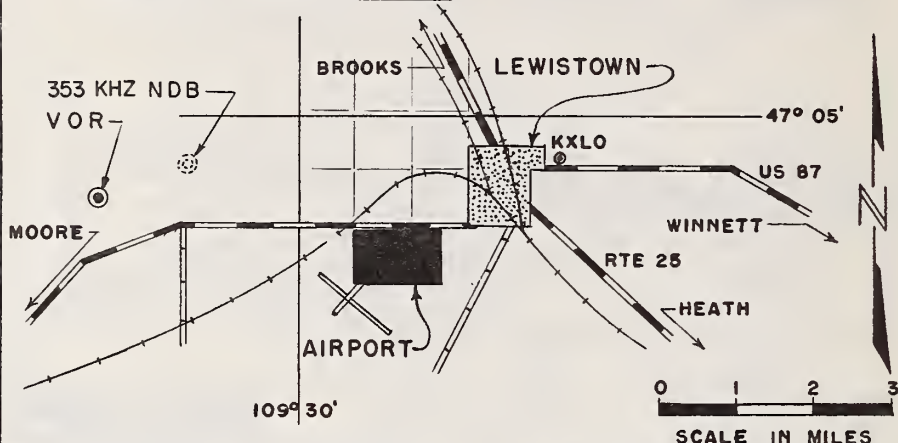 BROOKS
LEWISTOWN
353 KHZ NDB
VOR
47° 05'
KXLO
US 87
MOORE
WINNETT
N
RTE 25
HEATH
AIRPORT
109° 30'
0 1 2 3
SCALE IN MILES